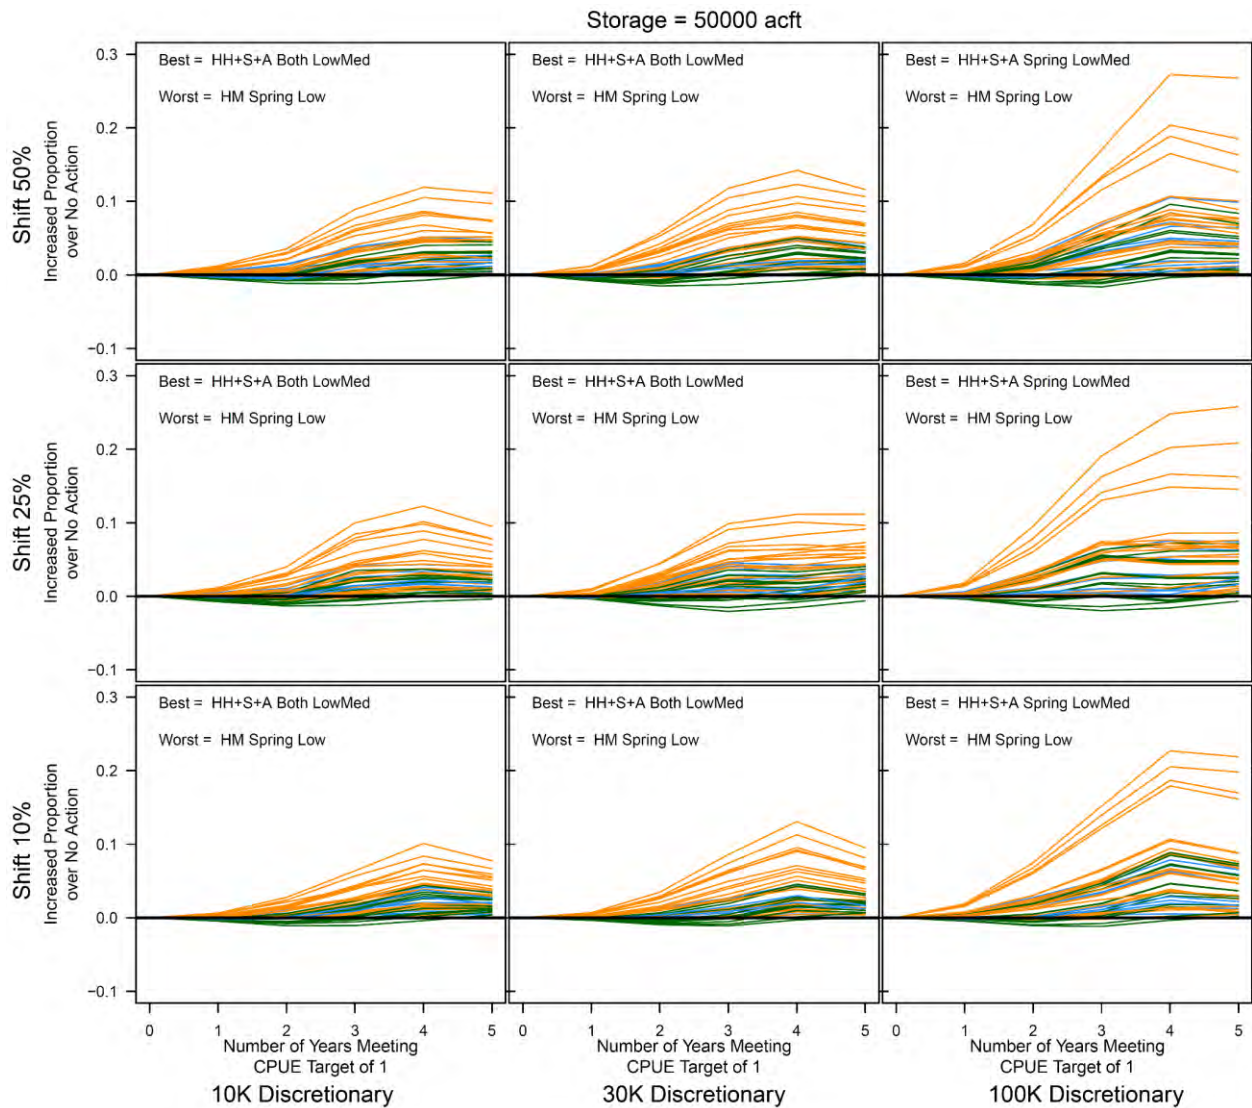 Storage = 50000 acft
Shift 50%
Increased Proportion
over No Action
0.3
0.2
0.1
0.0
−0.1
Best = HH+S+A Both LowMed
Worst = HM Spring Low
Best = HH+S+A Both LowMed
Worst = HM Spring Low
Best = HH+S+A Spring LowMed
Worst = HM Spring Low
Shift 25%
Increased Proportion
over No Action
0.3
0.2
0.1
0.0
−0.1
Best = HH+S+A Both LowMed
Worst = HM Spring Low
Best = HH+S+A Both LowMed
Worst = HM Spring Low
Best = HH+S+A Spring LowMed
Worst = HM Spring Low
Shift 10%
Increased Proportion
over No Action
0.3
0.2
0.1
0.0
−0.1
Best = HH+S+A Both LowMed
Worst = HM Spring Low
Best = HH+S+A Both LowMed
Worst = HM Spring Low
Best = HH+S+A Spring LowMed
Worst = HM Spring Low
0 1 2 3 4 5
Number of Years Meeting
CPUE Target of 1
10K Discretionary
0 1 2 3 4 5
Number of Years Meeting
CPUE Target of 1
30K Discretionary
0 1 2 3 4 5
Number of Years Meeting
CPUE Target of 1
100K Discretionary